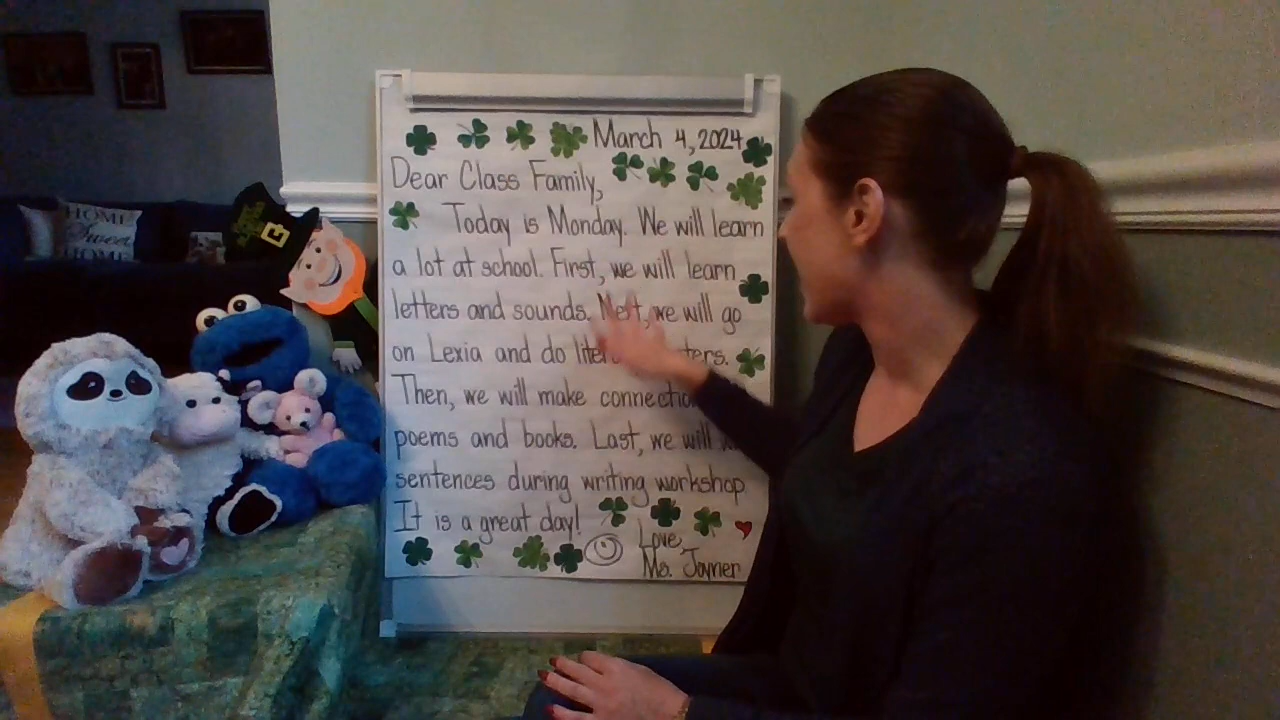 March 4, 2024
Dear Class Family,
Today is Monday. We will learn
a lot at school. First, we will learn
letters and sounds. Next, we will go
on Lexia and do
Then, we will make
poems and books. Last, we will
sentences during writing workshop.
It is a great day!
Love,
Ms. Joyner
HOME
Sweet
HOME